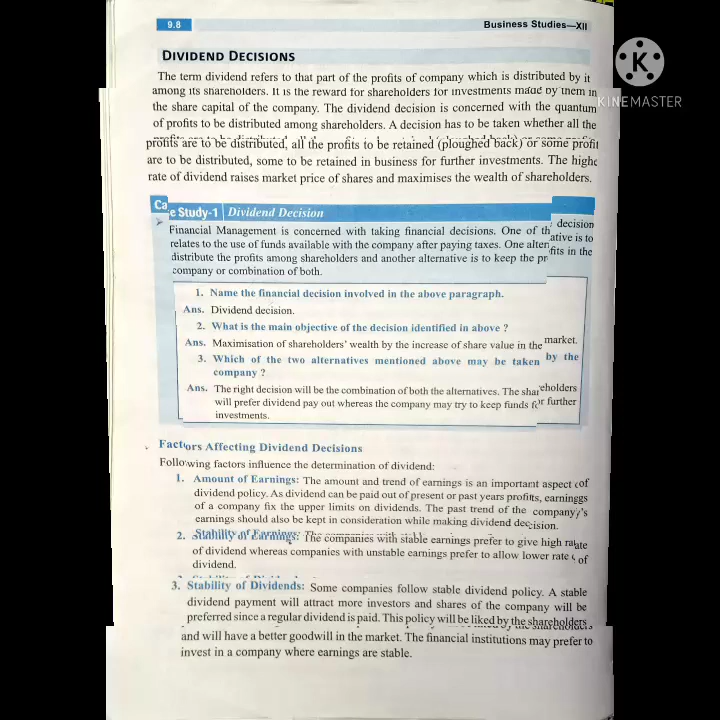 9.8
Business Studies—XII
K
KINEMASTER
DIVIDEND DECISIONS
The term dividend refers to that part of the profits of company which is distributed by it
among its shareholders. It is the reward for shareholders for investments made by them in
the share capital of the company. The dividend decision is concerned with the quantum
of profits to be distributed among shareholders. A decision has to be taken whether all the
profits are to be distributed, all the profits to be retained (ploughed back) or some profit
are to be distributed, some to be retained in business for further investments. The highe
rate of dividend raises market price of shares and maximises the wealth of shareholders.
Case Study-1 Dividend Decision
Financial Management is concerned with taking financial decisions. One of th decision
relates to the use of funds available with the company after paying taxes. One alternative is to
distribute the profits among shareholders and another alternative is to keep the profits in the
company or combination of both.
1. Name the financial decision involved in the above paragraph.
Ans. Dividend decision.
2. What is the main objective of the decision identified in above ?
Ans. Maximisation of shareholders' wealth by the increase of share value in the market.
3. Which of the two alternatives mentioned above may be taken by the
company ?
Ans. The right decision will be the combination of both the alternatives. The shareholders
will prefer dividend pay out whereas the company may try to keep funds for further
investments.
Factors Affecting Dividend Decisions
Following factors influence the determination of dividend:
1. Amount of Earnings: The amount and trend of earnings is an important aspect of
dividend policy. As dividend can be paid out of present or past years profits, earnings
of a company fix the upper limits on dividends. The past trend of the company's
earnings should also be kept in consideration while making dividend decision.
2. Stability of Earnings: The companies with stable earnings prefer to give high rate
of dividend whereas companies with unstable earnings prefer to allow lower rate of
dividend.
3. Stability of Dividends: Some companies follow stable dividend policy. A stable
dividend payment will attract more investors and shares of the company will be
preferred since a regular dividend is paid. This policy will be liked by the shareholders
and will have a better goodwill in the market. The financial institutions may prefer to
invest in a company where earnings are stable.